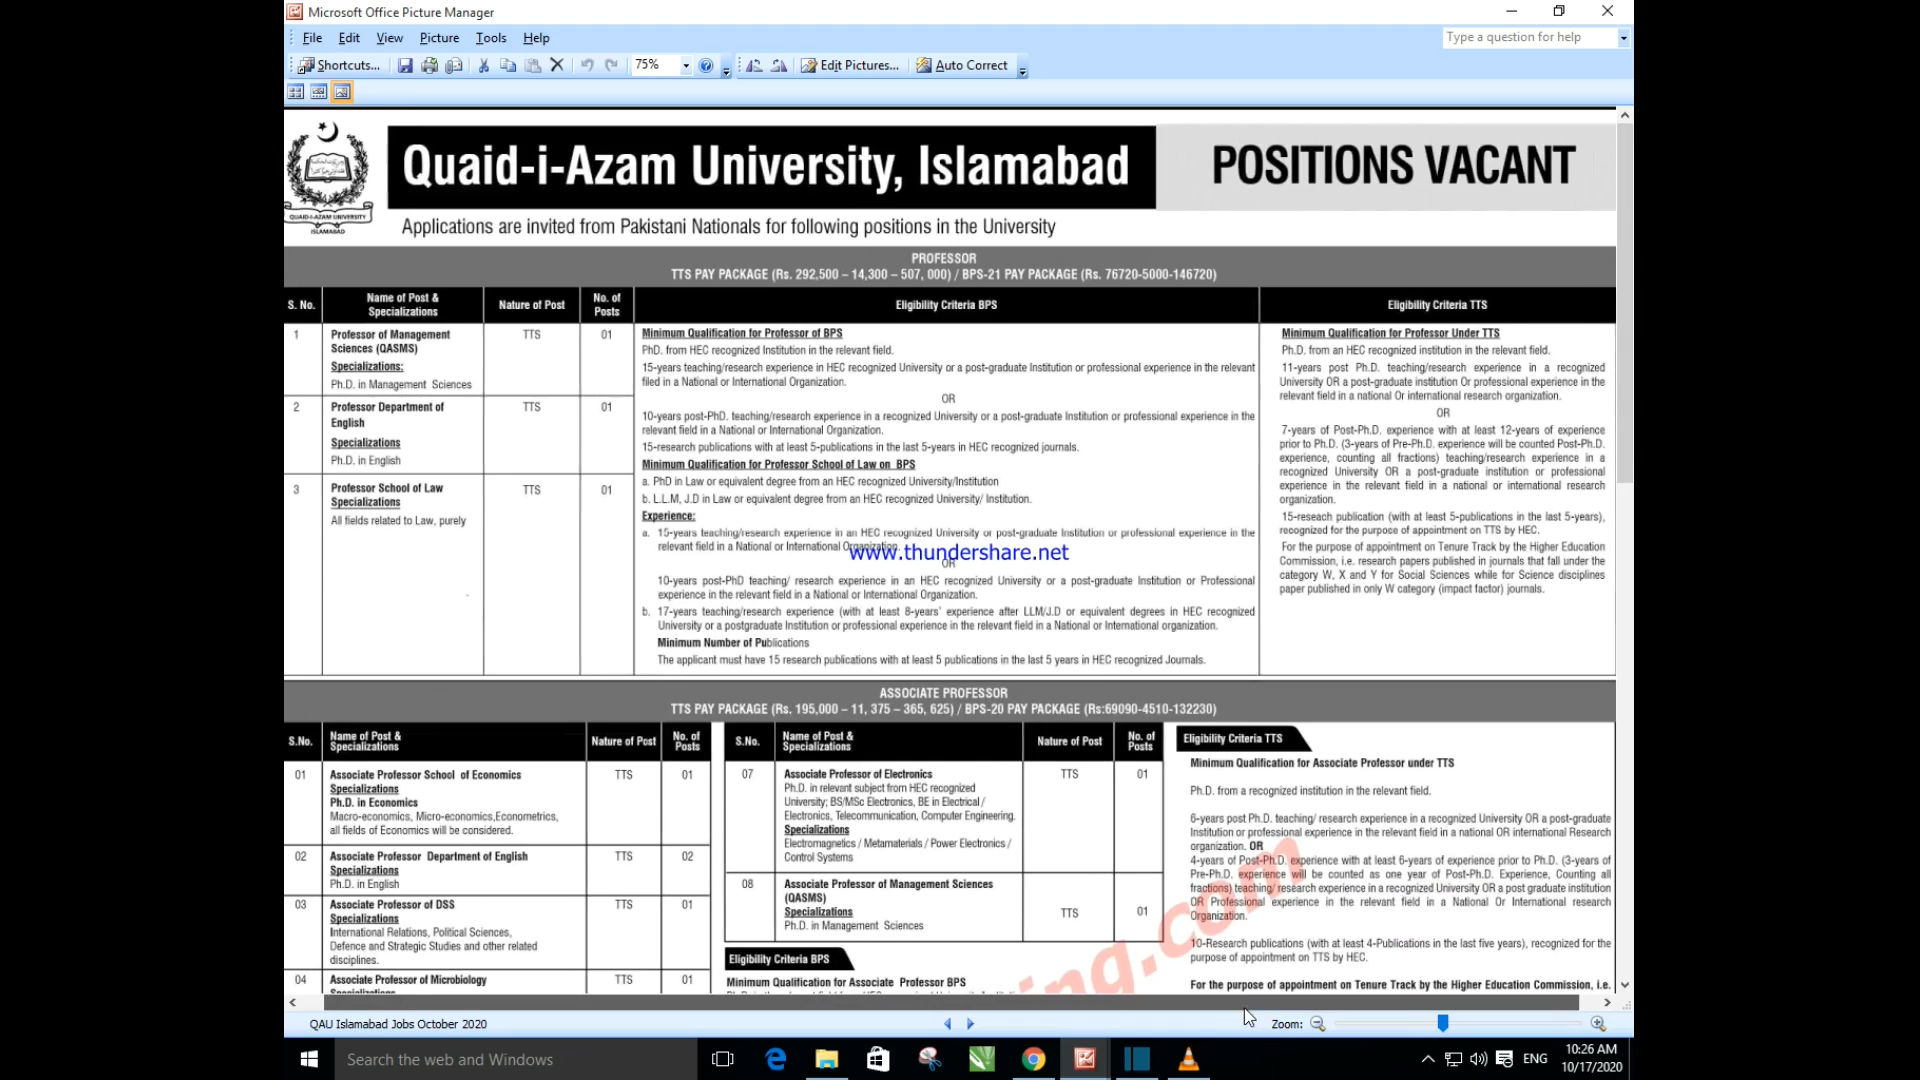 Microsoft Office Picture Manager
File Edit View Picture Tools Help
Type a question for help
Shortcuts... 75% Edit Pictures... Auto Correct
QUAID-I-AZAM UNIVERSITY
ISLAMABAD
Quaid-i-Azam University, Islamabad
POSITIONS VACANT
Applications are invited from Pakistani Nationals for following positions in the University
PROFESSOR
TTS PAY PACKAGE (Rs. 292,500 – 14,300 – 507, 000) / BPS-21 PAY PACKAGE (Rs. 76720-5000-146720)
S. No.
Name of Post &
Specializations
Nature of Post
No. of
Posts
Eligibility Criteria BPS
Eligibility Criteria TTS
1
Professor of Management
Sciences (QASMS)
Specializations:
Ph.D. in Management Sciences
TTS
01
2
Professor Department of
English
Specializations
Ph.D. in English
TTS
01
3
Professor School of Law
Specializations
All fields related to Law, purely
TTS
01
Minimum Qualification for Professor of BPS
PhD. from HEC recognized Institution in the relevant field.
15-years teaching/research experience in HEC recognized University or a post-graduate Institution or professional experience in the relevant
filed in a National or International Organization.
OR
10-years post-PhD. teaching/research experience in a recognized University or a post-graduate Institution or professional experience in the
relevant field in a National or International Organization.
15-research publications with at least 5-publications in the last 5-years in HEC recognized journals.
Minimum Qualification for Professor School of Law on BPS
a. PhD in Law or equivalent degree from an HEC recognized University/Institution
b. L.L.M, J.D in Law or equivalent degree from an HEC recognized University/ Institution.
Experience:
a. 15-years teaching/research experience in an HEC recognized University or post-graduate Institution or professional experience in the
relevant field in a National or International Organization.
www.thundershare.net
OR
10-years post-PhD teaching/ research experience in an HEC recognized University or a post-graduate Institution or Professional
experience in the relevant field in a National or International Organization.
b. 17-years teaching/research experience (with at least 8-years' experience after LLM/J.D or equivalent degrees in HEC recognized
University or a postgraduate Institution or professional experience in the relevant field in a National or International organization.
Minimum Number of Publications
The applicant must have 15 research publications with at least 5 publications in the last 5 years in HEC recognized Journals.
Minimum Qualification for Professor Under TTS
Ph.D. from an HEC recognized institution in the relevant field.
11-years post Ph.D. teaching/research experience in a recognized
University OR a post-graduate institution Or professional experience in the
relevant field in a national Or international research organization.
OR
7-years of Post-Ph.D. experience with at least 12-years of experience
prior to Ph.D. (3-years of Pre-Ph.D. experience will be counted Post-Ph.D.
experience, counting all fractions) teaching/research experience in a
recognized University OR a post-graduate institution or professional
experience in the relevant field in a national or international research
organization.
15-reseach publication (with at least 5-publications in the last 5-years),
recognized for the purpose of appointment on TTS by HEC.
For the purpose of appointment on Tenure Track by the Higher Education
Commission, i.e. research papers published in journals that fall under the
category W, X and Y for Social Sciences while for Science disciplines
paper published in only W category (impact factor) journals.
ASSOCIATE PROFESSOR
TTS PAY PACKAGE (Rs. 195,000 – 11, 375 – 365, 625) / BPS-20 PAY PACKAGE (Rs:69090-4510-132230)
S.No.
Name of Post &
Specializations
Nature of Post
No. of
Posts
01
Associate Professor School of Economics
Specializations
Ph.D. in Economics
Macro-economics, Micro-economics,Econometrics,
all fields of Economics will be considered.
TTS
01
02
Associate Professor Department of English
Specializations
Ph.D. in English
TTS
02
03
Associate Professor of DSS
Specializations
International Relations, Political Sciences,
Defence and Strategic Studies and other related
disciplines.
TTS
01
04
Associate Professor of Microbiology
Specializations
TTS
01
S.No.
Name of Post &
Specializations
Nature of Post
No. of
Posts
07
Associate Professor of Electronics
Ph.D. in relevant subject from HEC recognized
University; BS/MSc Electronics, BE in Electrical /
Electronics, Telecommunication, Computer Engineering.
Specializations
Electromagnetics / Metamaterials / Power Electronics /
Control Systems
TTS
01
08
Associate Professor of Management Sciences
(QASMS)
Specializations
Ph.D. in Management Sciences
TTS
01
Eligibility Criteria BPS
Minimum Qualification for Associate Professor BPS
Eligibility Criteria TTS
Minimum Qualification for Associate Professor under TTS
Ph.D. from a recognized institution in the relevant field.
6-years post Ph.D. teaching/ research experience in a recognized University OR a post-graduate
Institution or professional experience in the relevant field in a national OR international Research
organization. OR
4-years of Post-Ph.D. experience with at least 6-years of experience prior to Ph.D. (3-years of
Pre-Ph.D. experience will be counted as one year of Post-Ph.D. Experience, Counting all
fractions) teaching/ research experience in a recognized University OR a post graduate institution
OR Professional experience in the relevant field in a National Or International research
Organization.
10-Research publications (with at least 4-Publications in the last five years), recognized for the
purpose of appointment on TTS by HEC.
For the purpose of appointment on Tenure Track by the Higher Education Commission, i.e.
ing.com
QAU Islamabad Jobs October 2020
Zoom:
Search the web and Windows
ENG
10:26 AM
10/17/2020